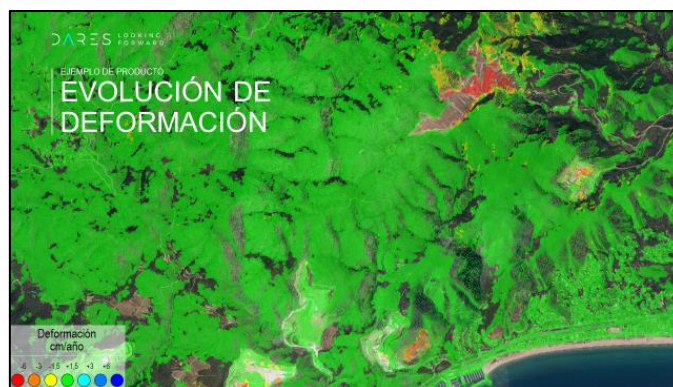 DARES LOOKING
FORWARD
EJEMPLO DE PRODUCTO
EVOLUCIÓN DE
DEFORMACIÓN
Deformación
cm/año
-6 -3 -1,5 +1,5 +3 +6